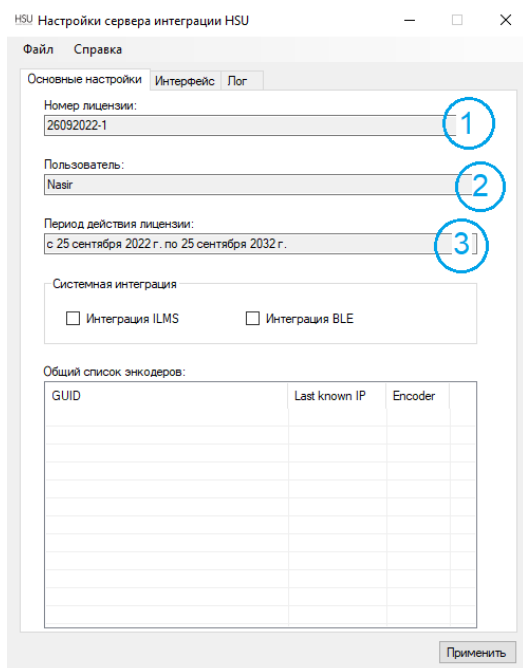 HSU Настройки сервера интеграции HSU
Файл Справка
Основные настройки Интерфейс Лог
Номер лицензии:
26092022-1
1
Пользователь:
Nasir
2
Период действия лицензии:
с 25 сентября 2022 г. по 25 сентября 2032 г.
3
Системная интеграция
Интеграция ILMS Интеграция BLE
Общий список энкодеров:
GUID Last known IP Encoder
Применить